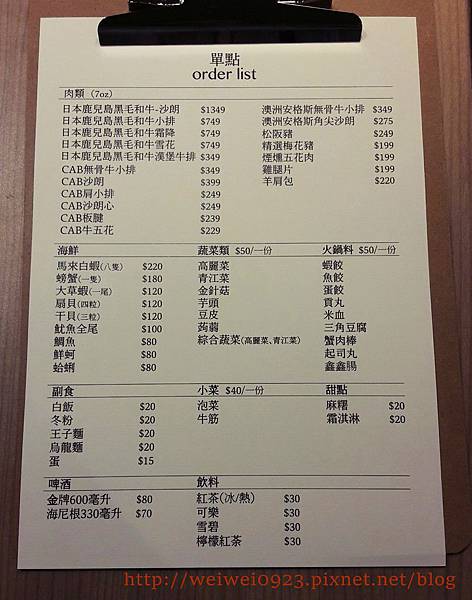 單點
order list
肉類 (7oz)
日本鹿兒島黑毛和牛-沙朗 $1349
日本鹿兒島黑毛和牛小排 $749
日本鹿兒島黑毛和牛霜降 $749
日本鹿兒島黑毛和牛雪花 $749
日本鹿兒島黑毛和牛漢堡牛排 $349
CAB無骨牛小排 $399
CAB沙朗 $399
CAB肩小排 $249
CAB沙朗心 $249
CAB板腱 $239
CAB牛五花 $229
澳洲安格斯無骨牛小排 $349
澳洲安格斯角尖沙朗 $275
松阪豬 $249
精選梅花豬 $199
煙燻五花肉 $199
雞腿片 $199
羊肩包 $220
海鮮
馬來白蝦(八隻) $220
螃蟹(一隻) $180
大草蝦(一尾) $120
扇貝(四粒) $120
干貝(三粒) $120
魷魚全尾 $100
鯛魚 $80
鮮蚵 $80
蛤蜊 $80
蔬菜類 $50/一份
高麗菜
青江菜
金針菇
芋頭
豆皮
蒟蒻
綜合蔬菜(高麗菜、青江菜)
火鍋料 $50/一份
蝦餃
魚餃
蛋餃
貢丸
米血
三角豆腐
蟹肉棒
起司丸
鑫鑫腸
副食
白飯 $20
冬粉 $20
王子麵 $20
烏龍麵 $20
蛋 $15
小菜 $40/一份
泡菜
牛筋
甜點
麻糬 $20
霜淇淋 $20
啤酒
金牌600毫升 $80
海尼根330毫升 $70
飲料
紅茶(冰/熱) $30
可樂 $30
雪碧 $30
檸檬紅茶 $30
http://weiwei0923.pixnet.net/blog